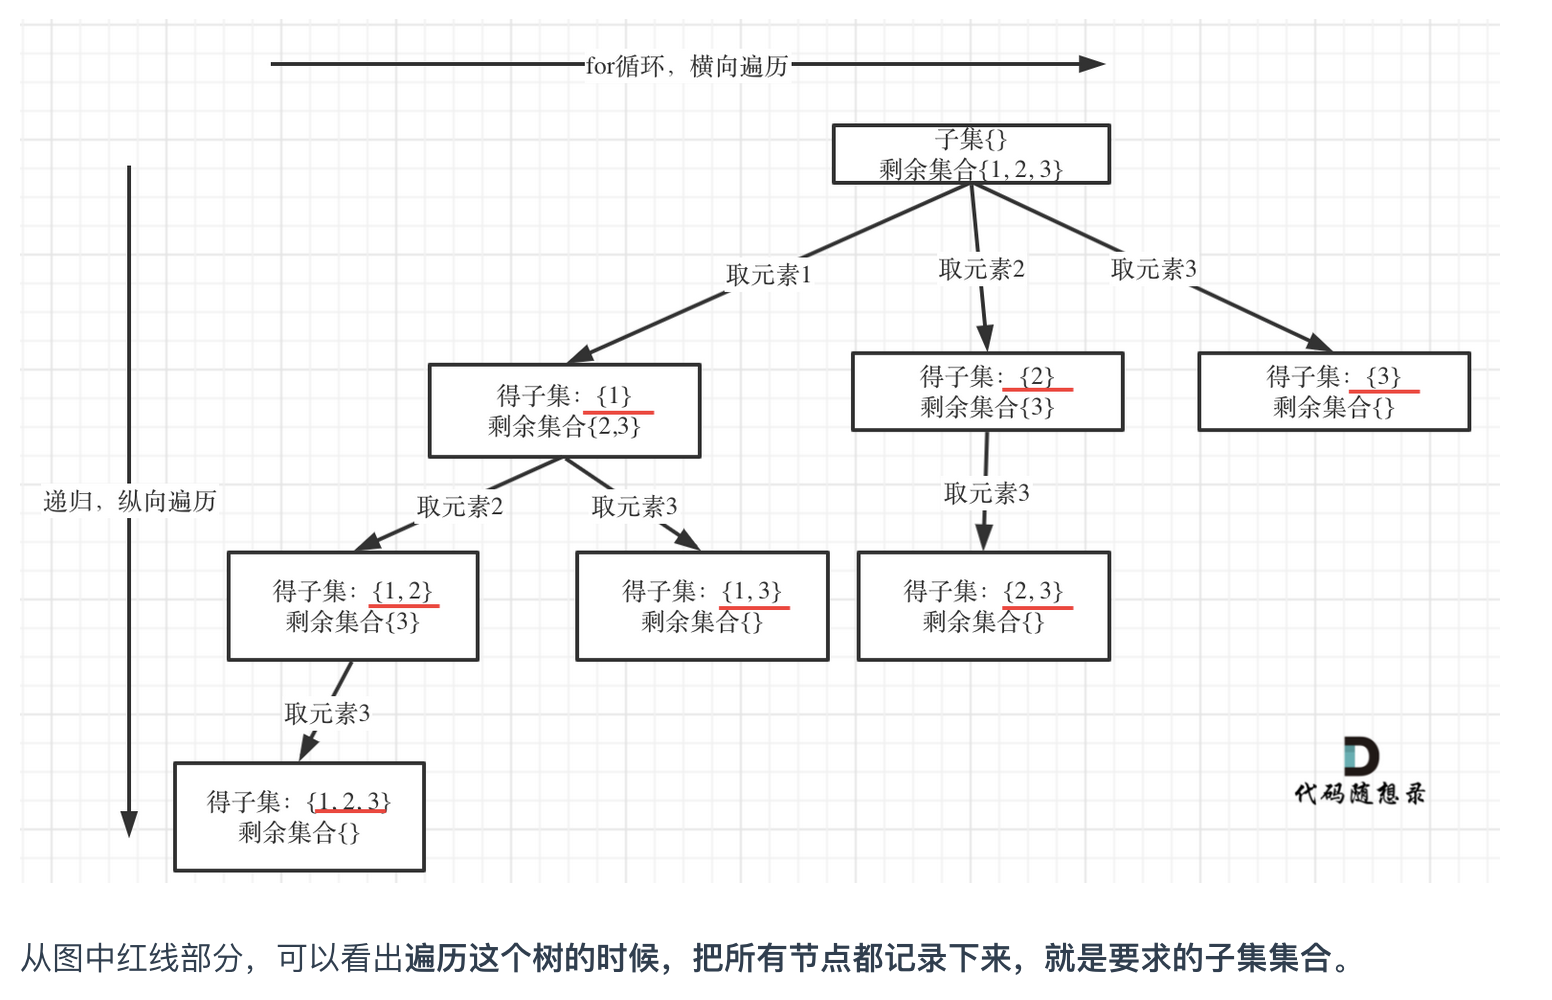 for循环，横向遍历
子集{}
剩余集合{1, 2, 3}
取元素1
取元素2
取元素3
得子集：{1}
剩余集合{2,3}
得子集：{2}
剩余集合{3}
得子集：{3}
剩余集合{}
递归，纵向遍历
取元素2
取元素3
取元素3
得子集：{1, 2}
剩余集合{3}
得子集：{1, 3}
剩余集合{}
得子集：{2, 3}
剩余集合{}
取元素3
得子集：{1, 2, 3}
剩余集合{}
代码随想录
从图中红线部分，可以看出遍历这个树的时候，把所有节点都记录下来，就是要求的子集集合。